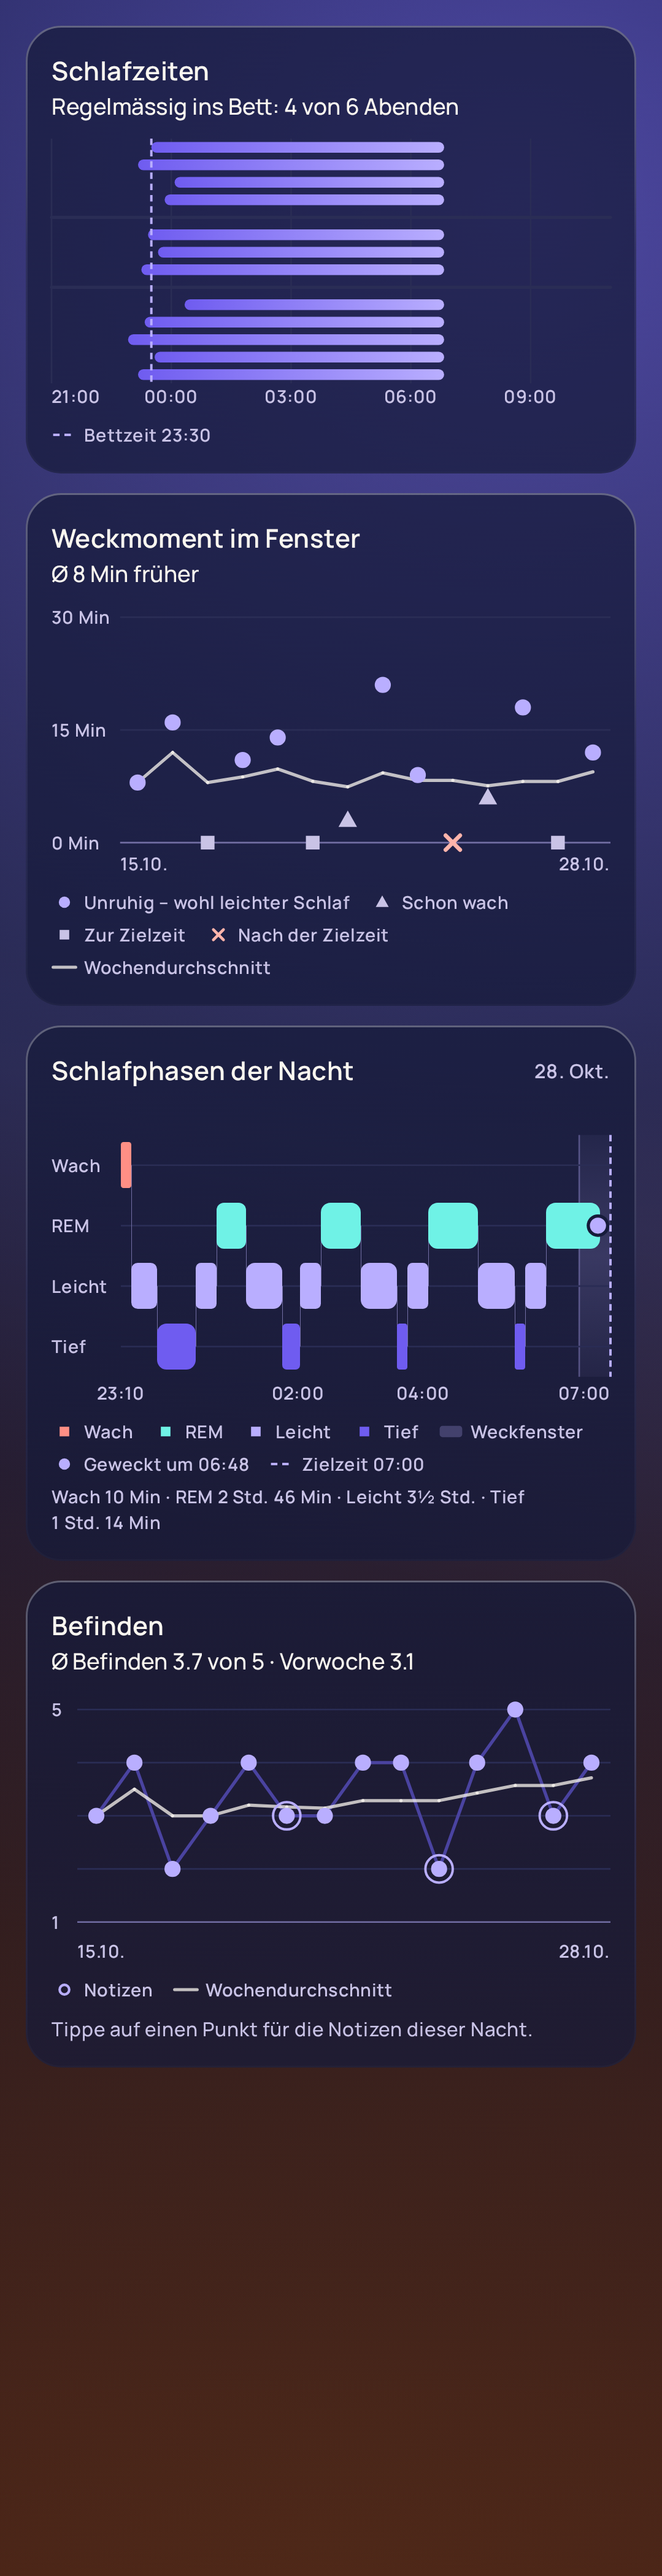 Schlafzeiten
Regelmässig ins Bett: 4 von 6 Abenden
21:00 00:00 03:00 06:00 09:00
Bettzeit 23:30
Weckmoment im Fenster
Ø 8 Min früher
30 Min
15 Min
0 Min
15.10. 28.10.
Unruhig – wohl leichter Schlaf Schon wach
Zur Zielzeit Nach der Zielzeit
Wochendurchschnitt
Schlafphasen der Nacht 28. Okt.
Wach
REM
Leicht
Tief
23:10 02:00 04:00 07:00
Wach REM Leicht Tief Weckfenster
Geweckt um 06:48 Zielzeit 07:00
Wach 10 Min · REM 2 Std. 46 Min · Leicht 3½ Std. · Tief
1 Std. 14 Min
Befinden
Ø Befinden 3.7 von 5 · Vorwoche 3.1
5
1
15.10. 28.10.
Notizen Wochendurchschnitt
Tippe auf einen Punkt für die Notizen dieser Nacht.